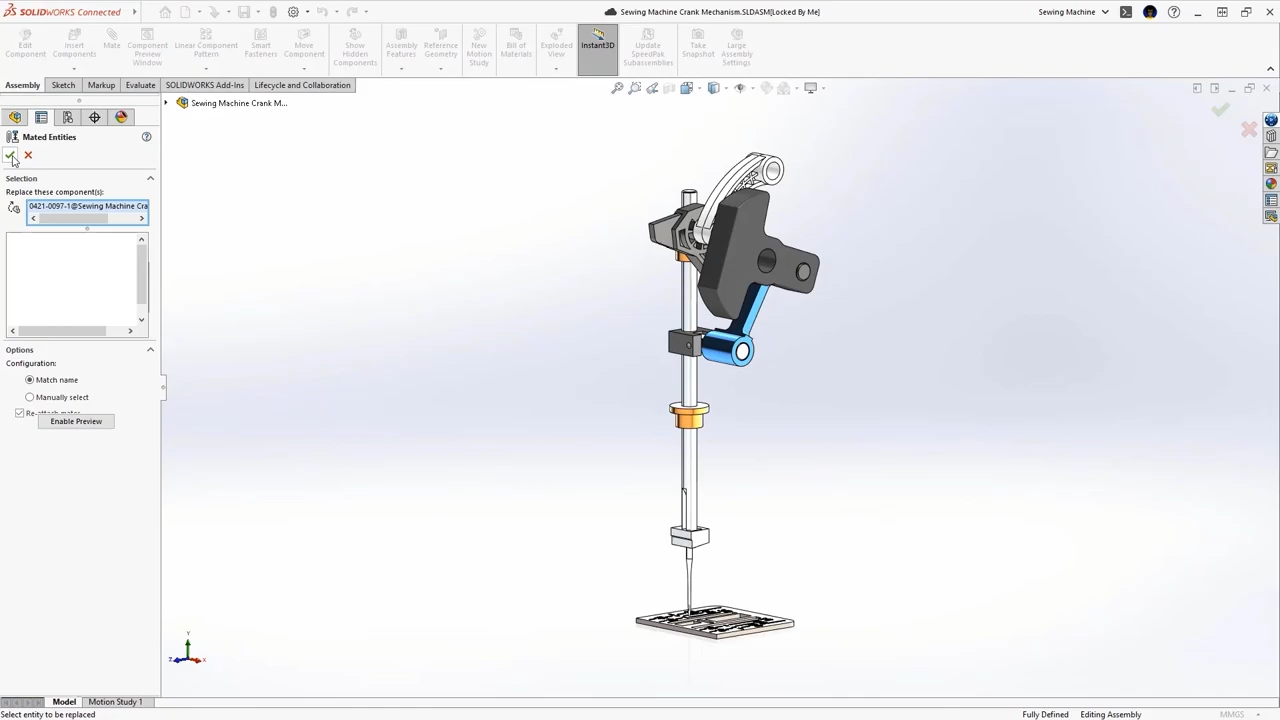 SOLIDWORKS Connected
Sewing Machine Crank Mechanism.SLDASM[Locked By Me]
Sewing Machine
Edit Component
Insert Components
Mate
Component Preview Window
Linear Component Pattern
Smart Fasteners
Move Component
Show Hidden Components
Assembly Features
Reference Geometry
New Motion Study
Bill of Materials
Exploded View
Instant3D
Update SpeedPak Subassemblies
Take Snapshot
Large Assembly Settings
Assembly
Sketch
Markup
Evaluate
SOLIDWORKS Add-Ins
Lifecycle and Collaboration
Sewing Machine Crank M...
Mated Entities
Selection
Replace these component(s):
0421-0097-1@Sewing Machine Cra
Options
Configuration:
Match name
Manually select
Enable Preview
Y
Z
X
Model
Motion Study 1
Select entity to be replaced
Fully Defined
Editing Assembly
MMGS